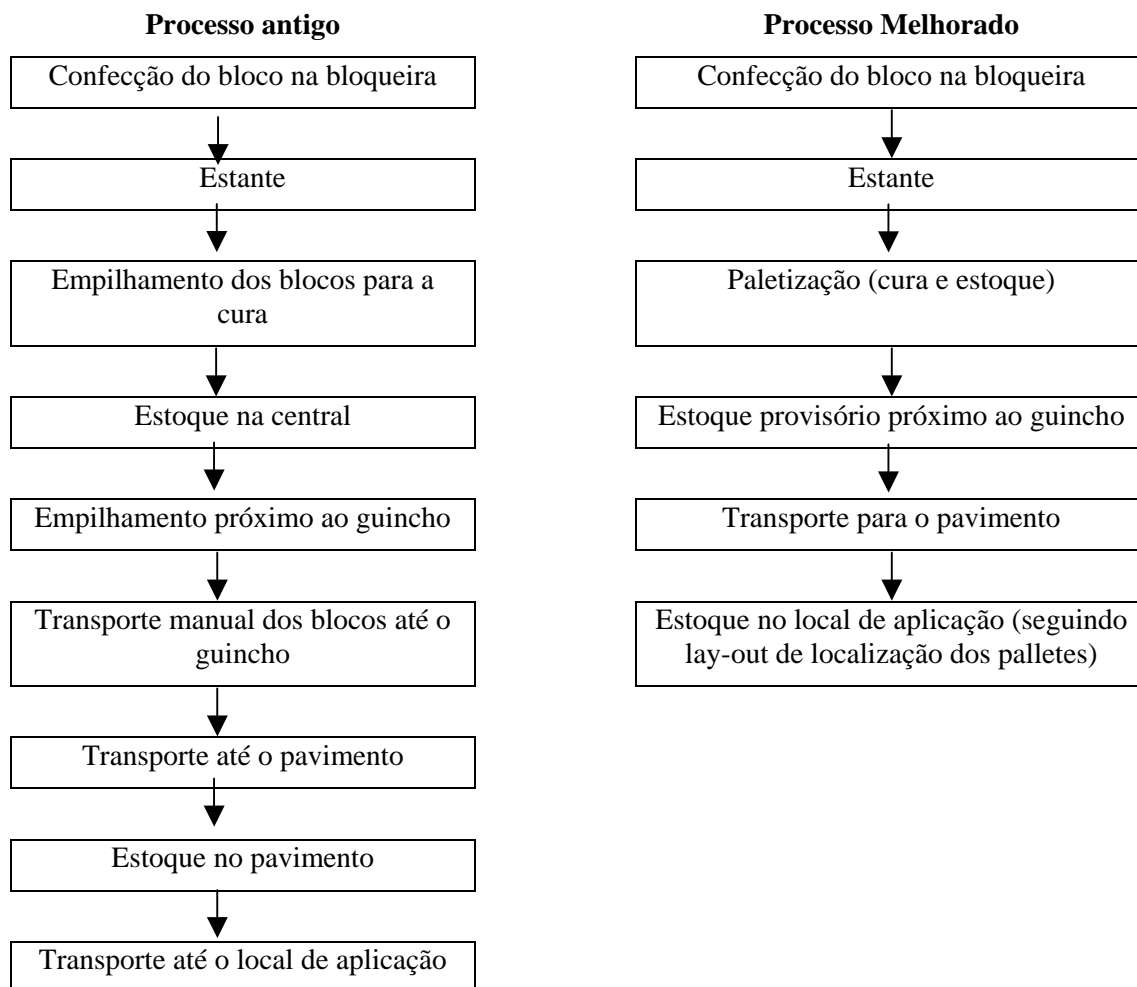 Processo antigo
Confecção do bloco na bloqueira
Estante
Empilhamento dos blocos para a
cura
Estoque na central
Empilhamento próximo ao guincho
Transporte manual dos blocos até o
guincho
Transporte até o pavimento
Estoque no pavimento
Transporte até o local de aplicação
Processo Melhorado
Confecção do bloco na bloqueira
Estante
Paletização (cura e estoque)
Estoque provisório próximo ao guincho
Transporte para o pavimento
Estoque no local de aplicação (seguindo
lay-out de localização dos palletes)